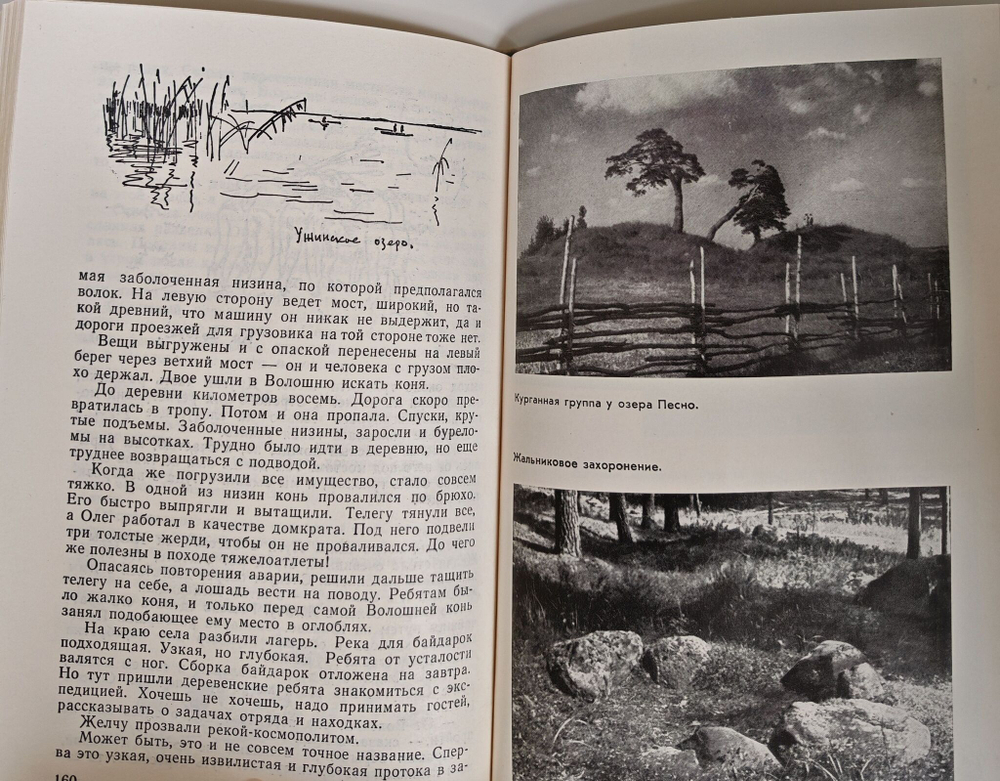 Ужинское озеро.
мая заболоченная низина, по которой предполагался
волок. На левую сторону ведет мост, широкий, но та-
кой древний, что машину он никак не выдержит, да и
дороги проезжей для грузовика на той стороне тоже нет.
Вещи выгружены и с опаской перенесены на левый
берег через ветхий мост — он и человека с грузом пло-
хо держал. Двое ушли в Волошню искать коня.
До деревни километров восемь. Дорога скоро пре-
вратилась в тропу. Потом и она пропала. Спуски, кру-
тые подъемы. Заболоченные низины, заросли и бурело-
мы на высотках. Трудно было идти в деревню, но еще
труднее возвращаться с подводой.
Когда же погрузили все имущество, стало совсем
тяжко. В одной из низин конь провалился по брюхо.
Его быстро выпрягли и вытащили. Телегу тянули все,
а Олег работал в качестве домкрата. Под него подвели
три толстые жерди, чтобы он не проваливался. До чего
же полезны в походе тяжелоатлеты!
Опасаясь повторения аварии, решили дальше тащить
телегу на себе, а лошадь вести на поводу. Ребятам бы-
ло жалко коня, и только перед самой Волошней конь
занял подобающее ему место в оглоблях.
На краю села разбили лагерь. Река для байдарок
подходящая. Узкая, но глубокая. Ребята от усталости
валятся с ног. Сборка байдарок отложена на завтра.
Но тут пришли деревенские ребята знакомиться с экс-
педицией. Хочешь не хочешь, надо принимать гостей,
рассказывать о задачах отряда и находках.
Желчу прозвали рекой-космополитом.
Может быть, это и не совсем точное название. Спер-
ва это узкая, очень извилистая и глубокая протока в за-
160
Курганная группа у озера Песно.
Жальниковое захоронение.